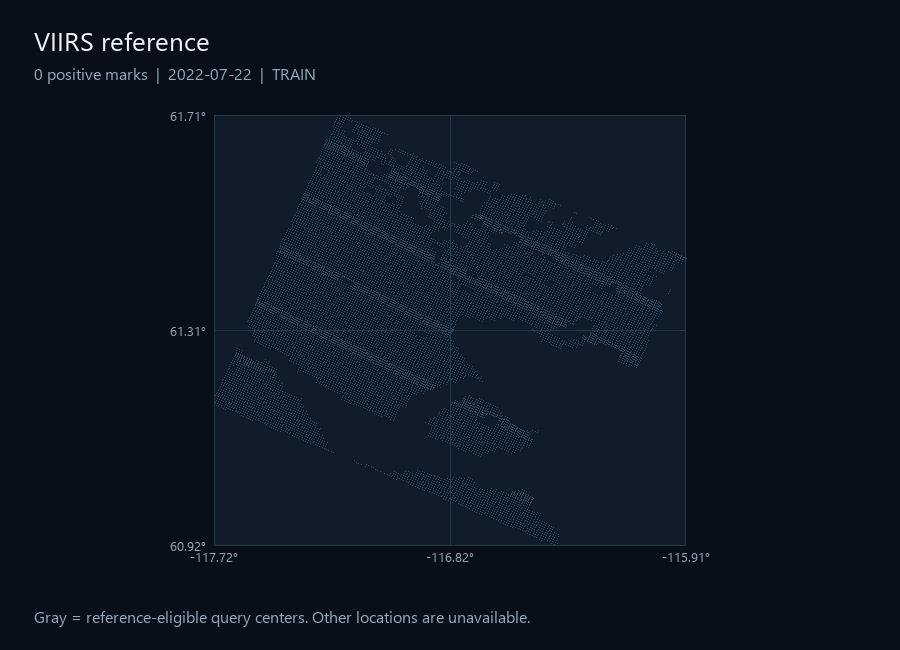 VIIRS reference
0 positive marks | 2022-07-22 | TRAIN
61.71°
61.31°
60.92°
-117.72°
-116.82°
-115.91°
Gray = reference-eligible query centers. Other locations are unavailable.